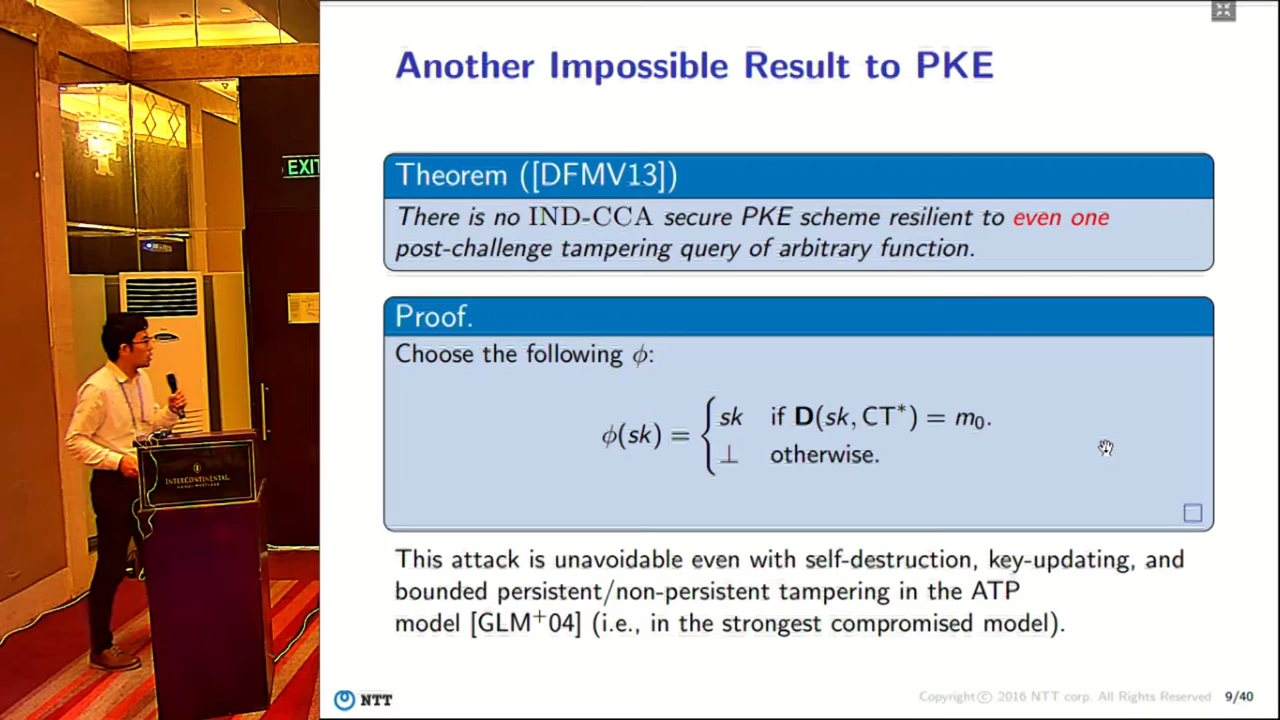 Another Impossible Result to PKE
Theorem ([DFMV13])
There is no IND-CCA secure PKE scheme resilient to even one
post-challenge tampering query of arbitrary function.
Proof.
Choose the following ϕ:
ϕ(sk) = { sk if D(sk, CT*) = m₀.
⊥ otherwise.
This attack is unavoidable even with self-destruction, key-updating, and
bounded persistent/non-persistent tampering in the ATP
model [GLM⁺04] (i.e., in the strongest compromised model).
NTT
Copyright© 2016 NTT corp. All Rights Reserved
9/40
EXIT
INTERCONTINENTAL